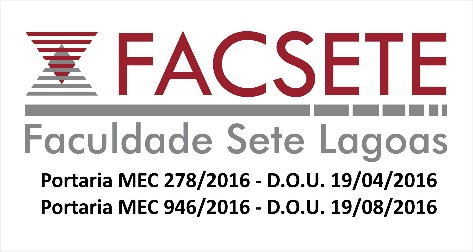 FACSETE
Faculdade Sete Lagoas
Portaria MEC 278/2016 - D.O.U. 19/04/2016
Portaria MEC 946/2016 - D.O.U. 19/08/2016